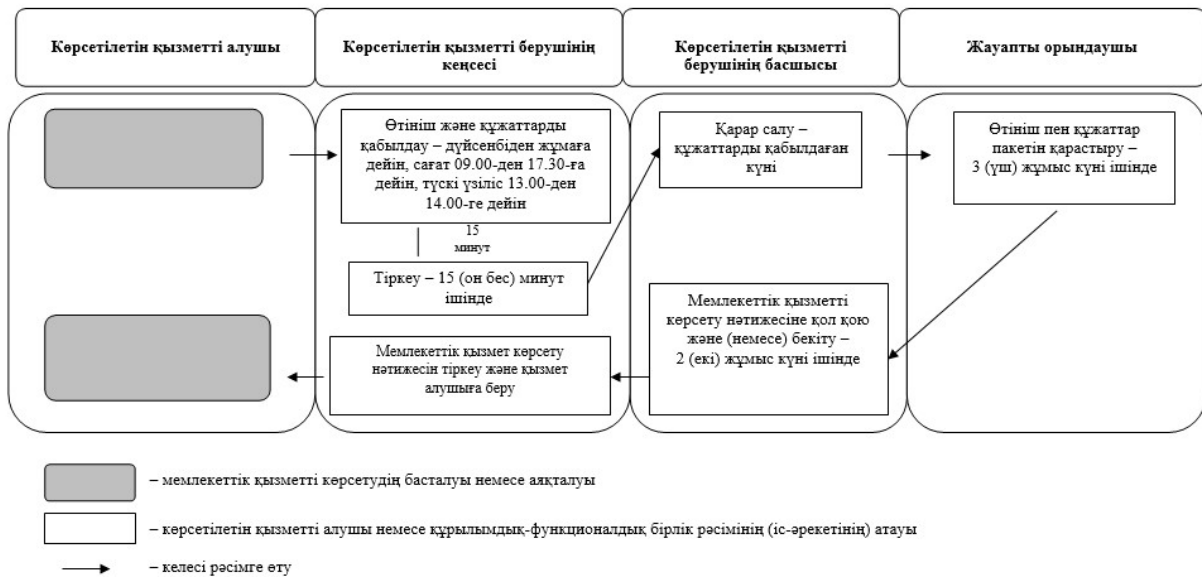 Көрсетілетін қызметті алушы
Көрсетілетін қызметті берушінің
кеңсесі
Көрсетілетін қызметті
берушінің басшысы
Жауапты орындаушы
Өтініш және құжаттарды
қабылдау – дүйсенбіден жұмаға
дейін, сағат 09.00-ден 17.30-ға
дейін, түскі үзіліс 13.00-ден
14.00-ге дейін
15
минут
Тіркеу – 15 (он бес) минут
ішінде
Қарар салу –
құжаттарды қабылдаған
күні
Өтініш пен құжаттар
пакетін қарастыру –
3 (үш) жұмыс күні ішінде
Мемлекеттік қызметті
көрсету нәтижесіне қол қою
және (немесе) бекіту –
2 (екі) жұмыс күні ішінде
Мемлекеттік қызмет көрсету
нәтижесін тіркеу және қызмет
алушыға беру
– мемлекеттік қызметті көрсетудің басталуы немесе аяқталуы
– көрсетілетін қызметті алушы немесе құрылымдық-функционалдық бірлік рәсімінің (іс-әрекетінің) атауы
– келесі рәсімге өту